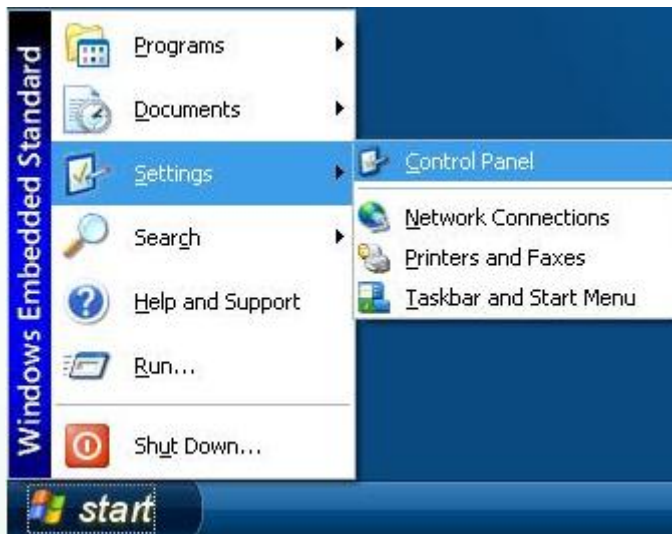 Windows Embedded Standard
Programs
Documents
Settings
Search
Help and Support
Run...
Shut Down...
Control Panel
Network Connections
Printers and Faxes
Taskbar and Start Menu
start